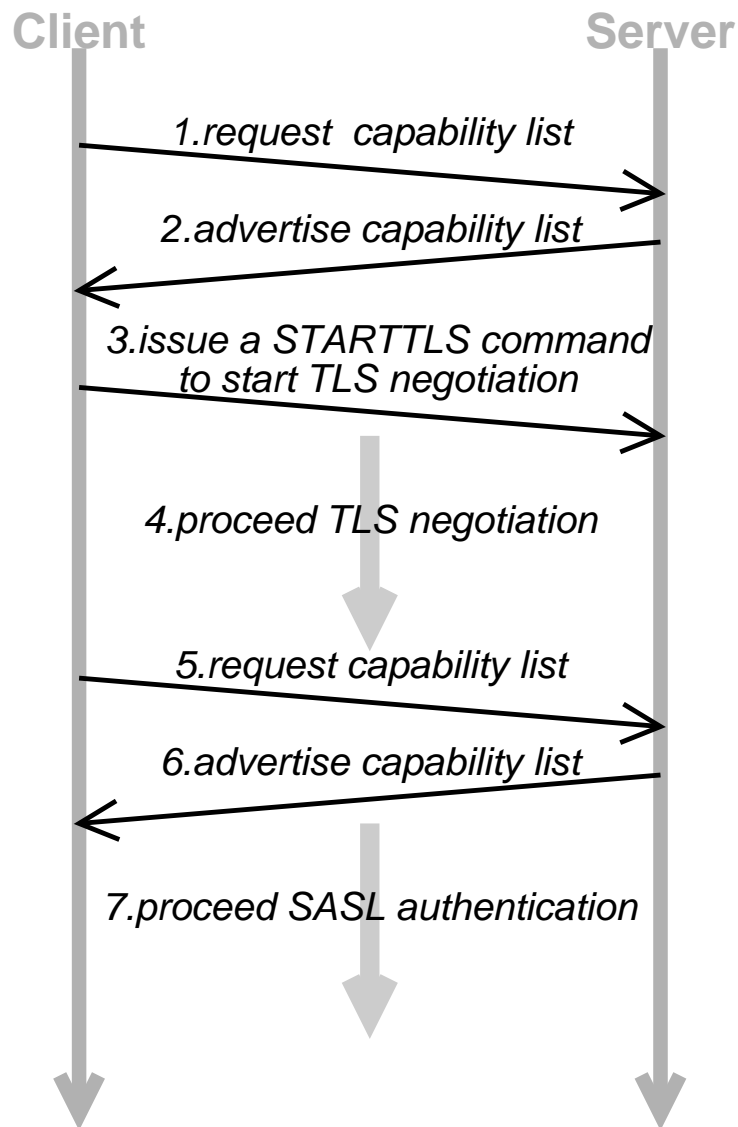 Client
Server
1.request capability list
2.advertise capability list
3.issue a STARTTLS command
to start TLS negotiation
4.proceed TLS negotiation
5.request capability list
6.advertise capability list
7.proceed SASL authentication